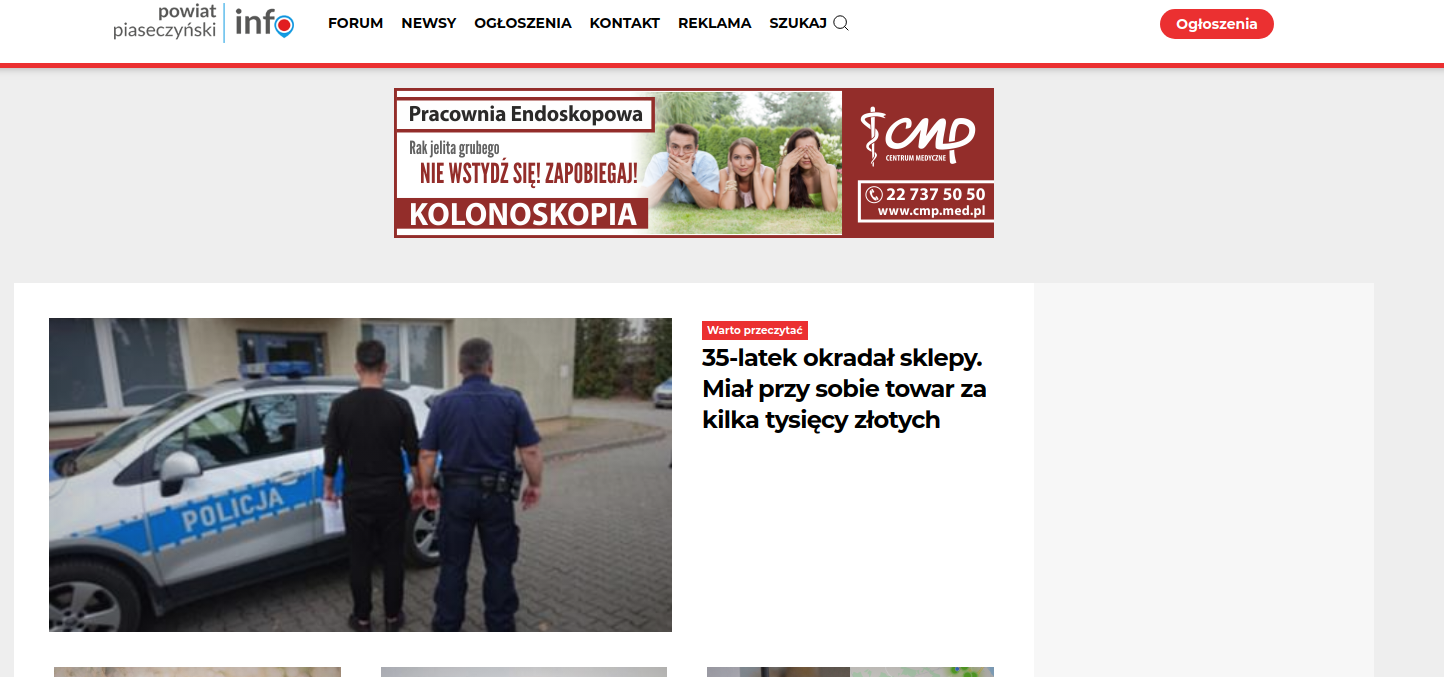 powiat
piaseczyński
info
FORUM NEWSY OGŁOSZENIA KONTAKT REKLAMA SZUKAJ
Ogłoszenia
Pracownia Endoskopowa
Rak jelita grubego
NIE WSTYDŹ SIĘ! ZAPOBIEGAJ!
KOLONOSKOPIA
CMP
CENTRUM MEDYCZNE
22 737 50 50
www.cmp.med.pl
POLICJA
Warto przeczytać
35-latek okradał sklepy.
Miał przy sobie towar za
kilka tysięcy złotych